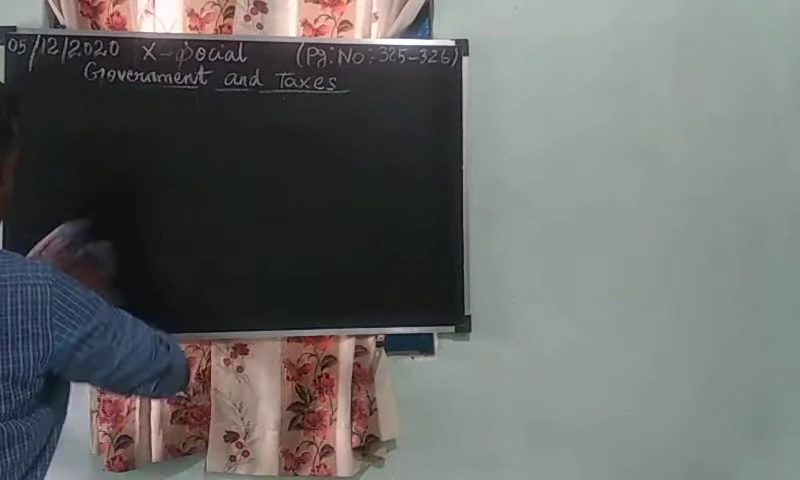 05/12/2020 X-Social (Pg: No: 325-326)
Government and Taxes